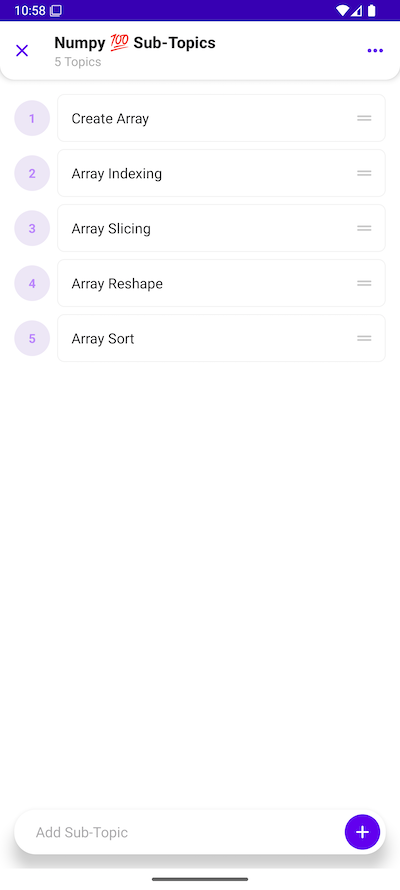 10:58
Numpy 💯 Sub-Topics
5 Topics
1 Create Array
2 Array Indexing
3 Array Slicing
4 Array Reshape
5 Array Sort
Add Sub-Topic